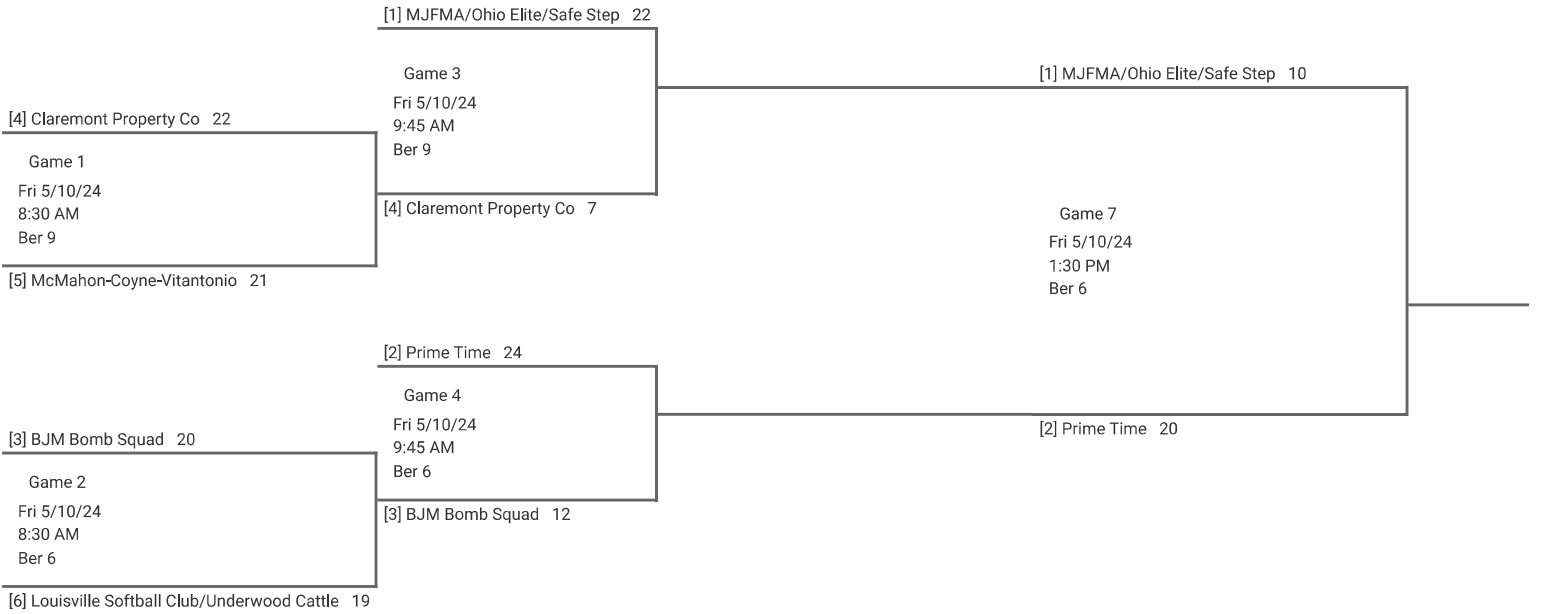 [1] MJFMA/Ohio Elite/Safe Step 22
Game 3
Fri 5/10/24
9:45 AM
Ber 9
[4] Claremont Property Co 7
[4] Claremont Property Co 22
Game 1
Fri 5/10/24
8:30 AM
Ber 9
[5] McMahon-Coyne-Vitantonio 21
[2] Prime Time 24
Game 4
Fri 5/10/24
9:45 AM
Ber 6
[3] BJM Bomb Squad 12
[3] BJM Bomb Squad 20
Game 2
Fri 5/10/24
8:30 AM
Ber 6
[6] Louisville Softball Club/Underwood Cattle 19
[1] MJFMA/Ohio Elite/Safe Step 10
Game 7
Fri 5/10/24
1:30 PM
Ber 6
[2] Prime Time 20